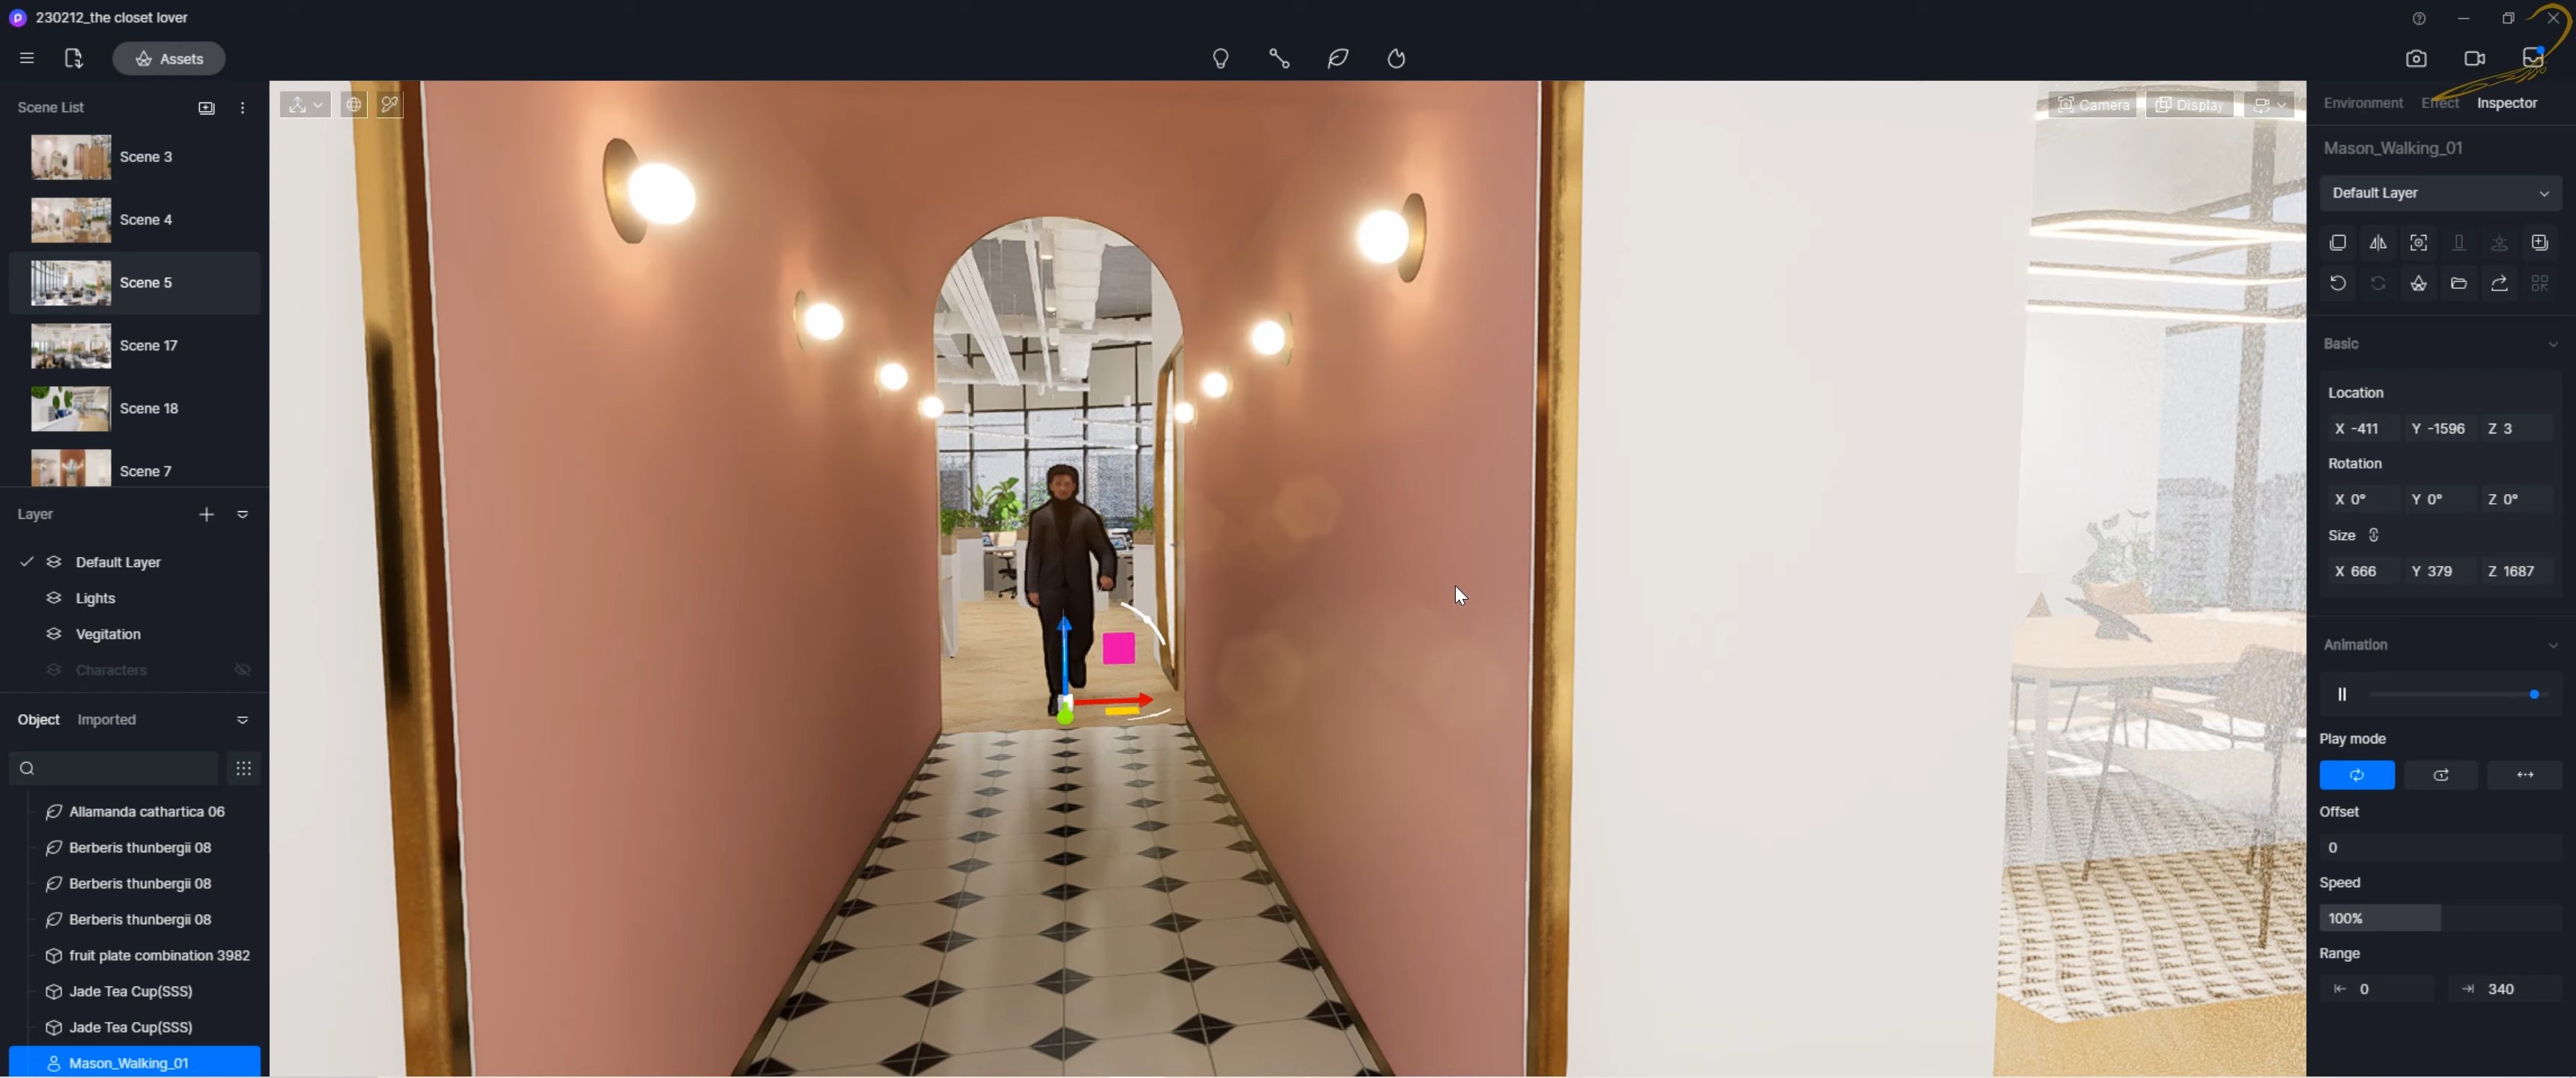 230212_the closet lover
Assets
Scene List
Scene 3
Scene 4
Scene 5
Scene 17
Scene 18
Scene 7
Layer
Default Layer
Lights
Vegitation
Characters
Object Imported
Allamanda cathartica 06
Berberis thunbergii 08
Berberis thunbergii 08
Berberis thunbergii 08
fruit plate combination 3982
Jade Tea Cup(SSS)
Jade Tea Cup(SSS)
Mason_Walking_01
Camera Display
Environment Effect Inspector
Mason_Walking_01
Default Layer
Basic
Location
X -411 Y -1596 Z 3
Rotation
X 0° Y 0° Z 0°
Size
X 666 Y 379 Z 1687
Animation
Play mode
Offset
0
Speed
100%
Range
0 340